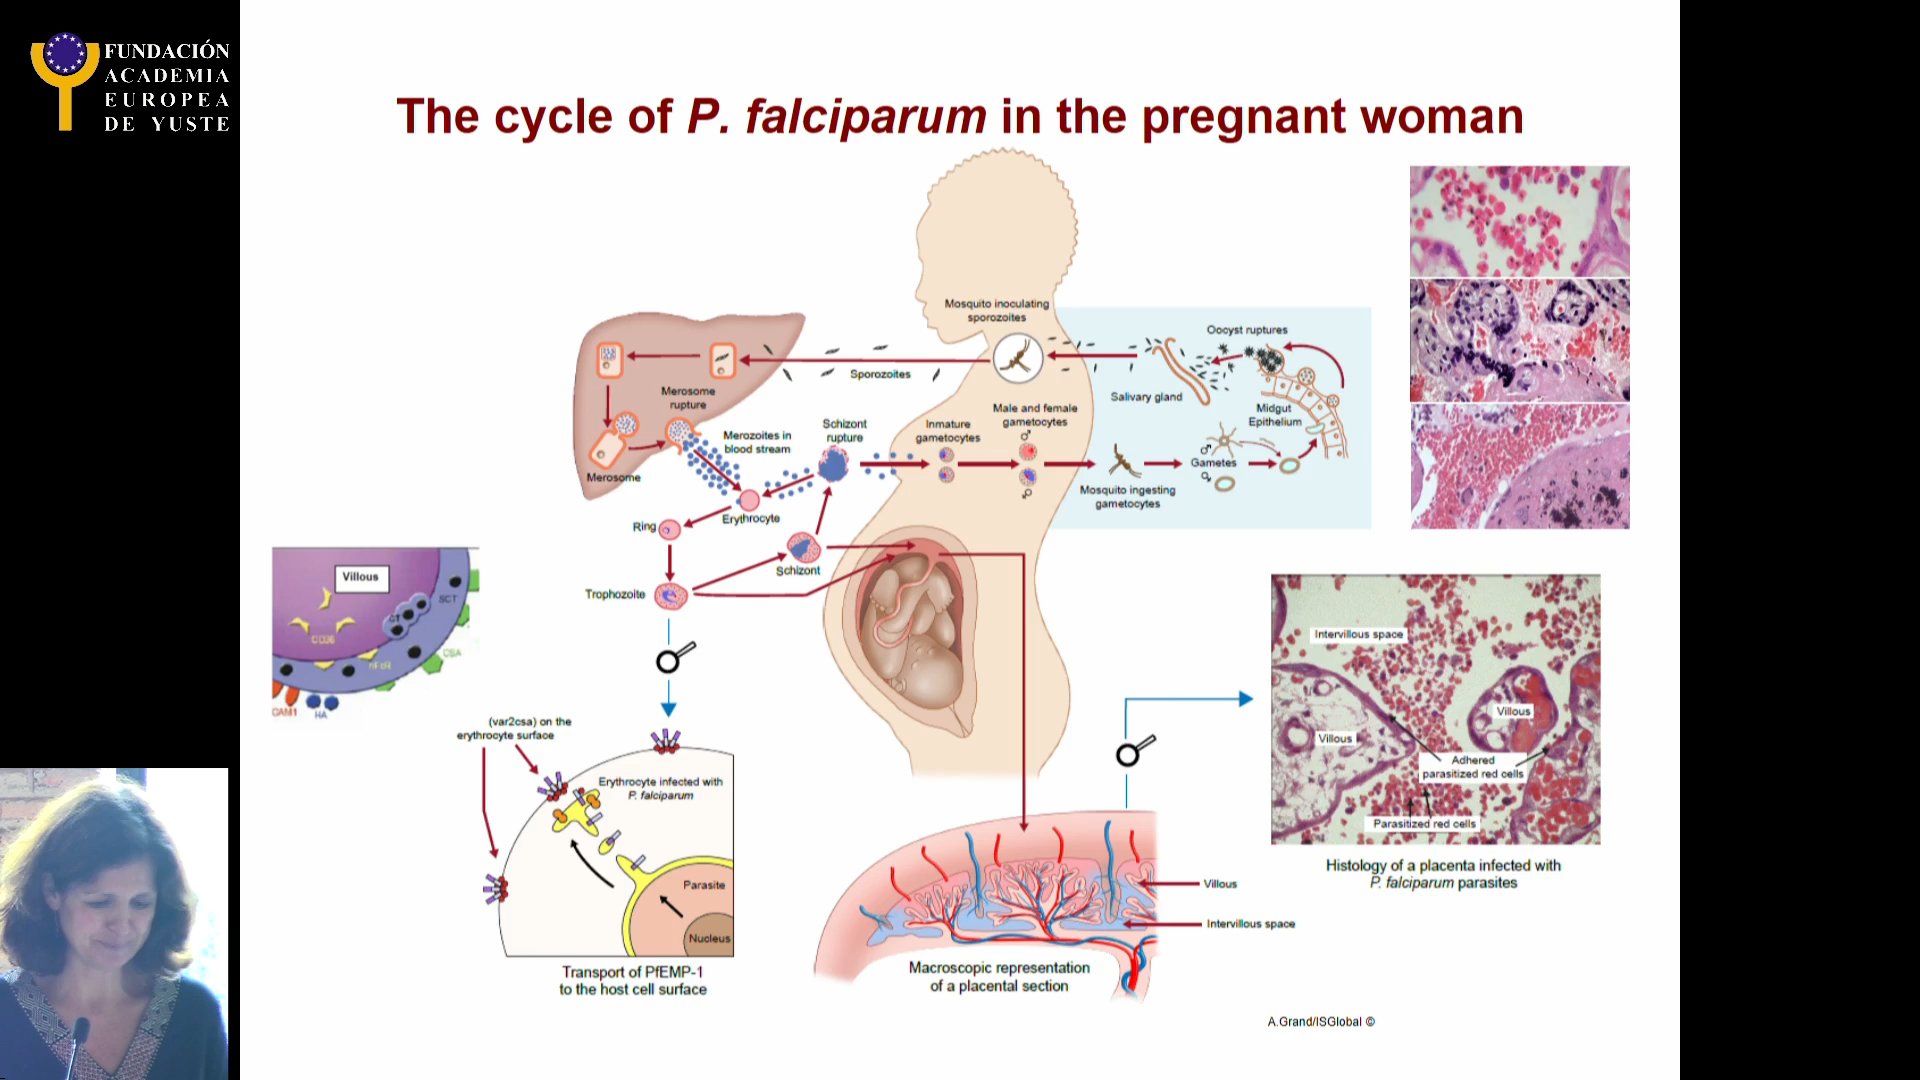 FUNDACIÓN
ACADEMIA
EUROPEA
DE YUSTE
The cycle of P. falciparum in the pregnant woman
Mosquito inoculating
sporozoites
Oocyst ruptures
Sporozoites
Salivary gland
Midgut
Epithelium
Merosome
rupture
Merozoites in
blood stream
Schizont
rupture
Inmature
gametocytes
Male and female
gametocytes
♂
♀
Merosome
Mosquito ingesting
gametocytes
♂
Gametes
♀
Erythrocyte
Ring
Schizont
Trophozoite
Villous
SCT
CT
CD36
nFcR
CSA
CAM1
HA
(var2csa) on the
erythrocyte surface
Erythrocyte infected with
P. falciparum
Parasite
Nucleus
Transport of PfEMP-1
to the host cell surface
Villous
Intervillous space
Macroscopic representation
of a placental section
Intervillous space
Villous
Villous
Adhered
parasitized red cells
Parasitized red cells
Histology of a placenta infected with
P. falciparum parasites
A.Grand/ISGlobal ©